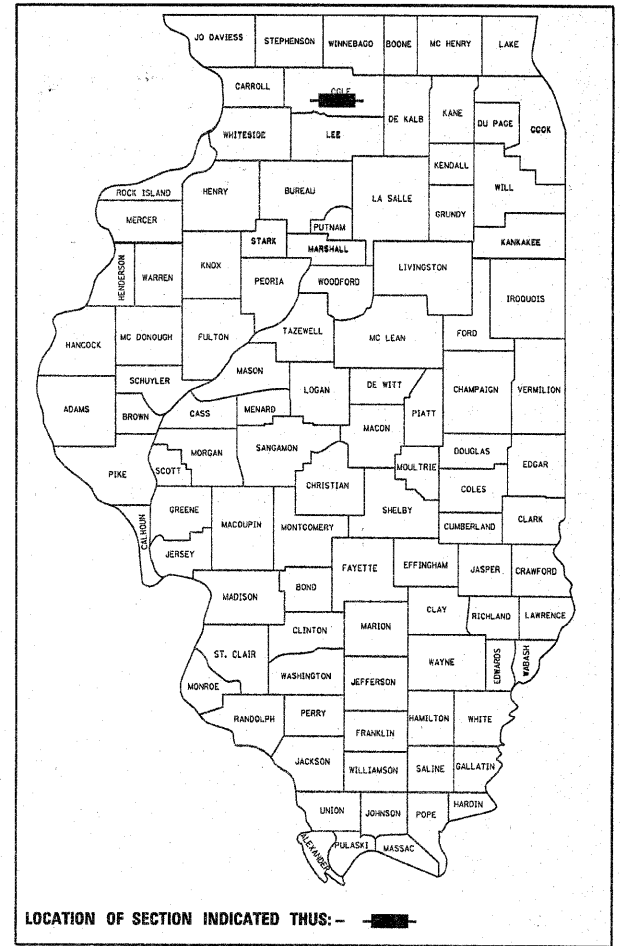 JO DAVIESS STEPHENSON WINNEBAGO BOONE MC HENRY LAKE
CARROLL OGLE
DE KALB KANE DU PAGE COOK
WHITESIDE LEE
KENDALL
WILL
ROCK ISLAND HENRY BUREAU LA SALLE
GRUNDY
MERCER PUTNAM
STARK MARSHALL KANKAKEE
HENDERSON WARREN KNOX PEORIA WOODFORD LIVINGSTON
IROQUOIS
HANCOCK MC DONOUGH FULTON TAZEWELL MC LEAN FORD
MASON
SCHUYLER LOGAN DE WITT CHAMPAIGN VERMILION
ADAMS BROWN CASS MENARD PIATT
MACON
SANGAMON DOUGLAS
PIKE SCOTT MORGAN MOULTRIE EDGAR
CHRISTIAN COLES
GREENE MACOUPIN SHELBY
CALHOUN MONTGOMERY CUMBERLAND CLARK
JERSEY
FAYETTE EFFINGHAM JASPER CRAWFORD
MADISON BOND
CLAY RICHLAND LAWRENCE
CLINTON MARION
ST. CLAIR WAYNE EDWARDS WABASH
WASHINGTON JEFFERSON
MONROE
RANDOLPH PERRY HAMILTON WHITE
FRANKLIN
JACKSON WILLIAMSON SALINE GALLATIN
HARDIN
UNION JOHNSON POPE
ALEXANDER PULASKI MASSAC
LOCATION OF SECTION INDICATED THUS: -